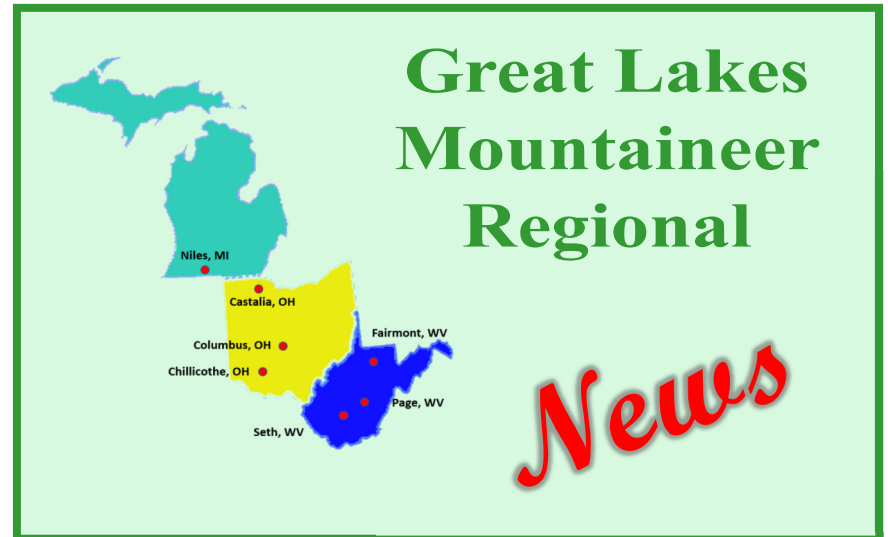 Great Lakes
Mountaineer
Regional
Niles, MI
Castalia, OH
Columbus, OH
Chillicothe, OH
Fairmont, WV
Page, WV
Seth, WV
News